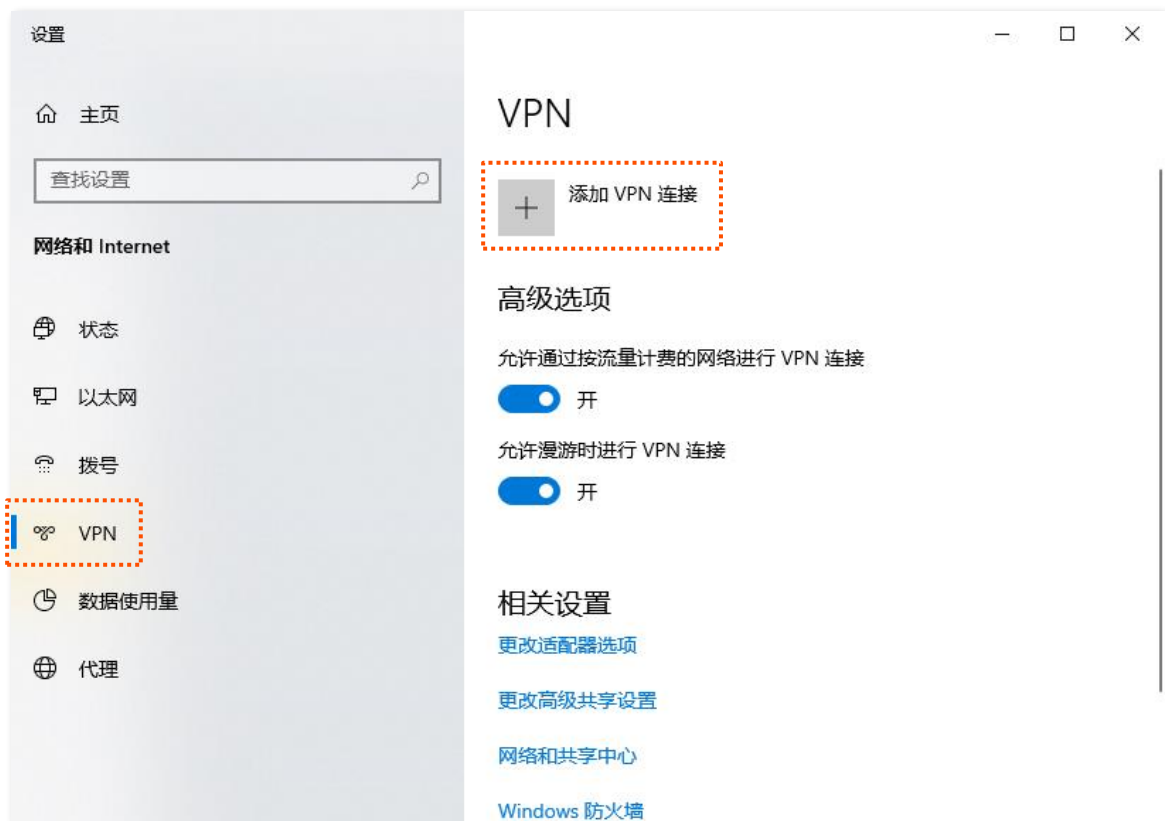 设置
主页
查找设置
网络和 Internet
状态
以太网
拨号
VPN
数据使用量
代理
VPN
添加 VPN 连接
高级选项
允许通过按流量计费的网络进行 VPN 连接
开
允许漫游时进行 VPN 连接
开
相关设置
更改适配器选项
更改高级共享设置
网络和共享中心
Windows 防火墙